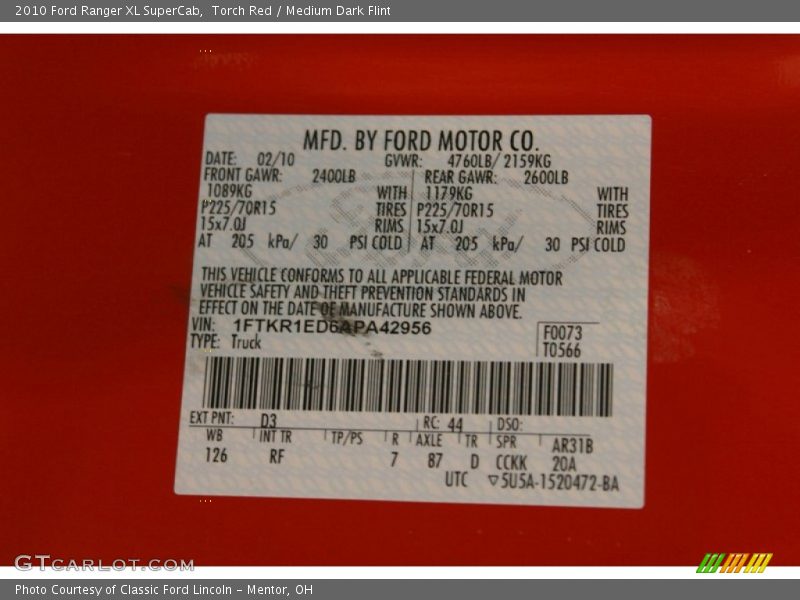 2010 Ford Ranger XL SuperCab, Torch Red / Medium Dark Flint
MFD. BY FORD MOTOR CO.
DATE: 02/10 GVWR: 4760LB/ 2159KG
FRONT GAWR: 2400LB REAR GAWR: 2600LB
1089KG WITH 1179KG WITH
P225/70R15 TIRES P225/70R15 TIRES
15x7.0J RIMS 15x7.0J RIMS
AT 205 kPa/ 30 PSI COLD AT 205 kPa/ 30 PSI COLD
THIS VEHICLE CONFORMS TO ALL APPLICABLE FEDERAL MOTOR
VEHICLE SAFETY AND THEFT PREVENTION STANDARDS IN
EFFECT ON THE DATE OF MANUFACTURE SHOWN ABOVE.
VIN: 1FTKR1ED6APA42956 F0073
TYPE: Truck T0566
EXT PNT: D3 RC: 44 DSO:
WB INT TR TP/PS R AXLE TR SPR AR31B
126 RF 7 87 D CCKK 20A
UTC ▽5U5A-1520472-BA
GTCARLOT.COM
Photo Courtesy of Classic Ford Lincoln - Mentor, OH